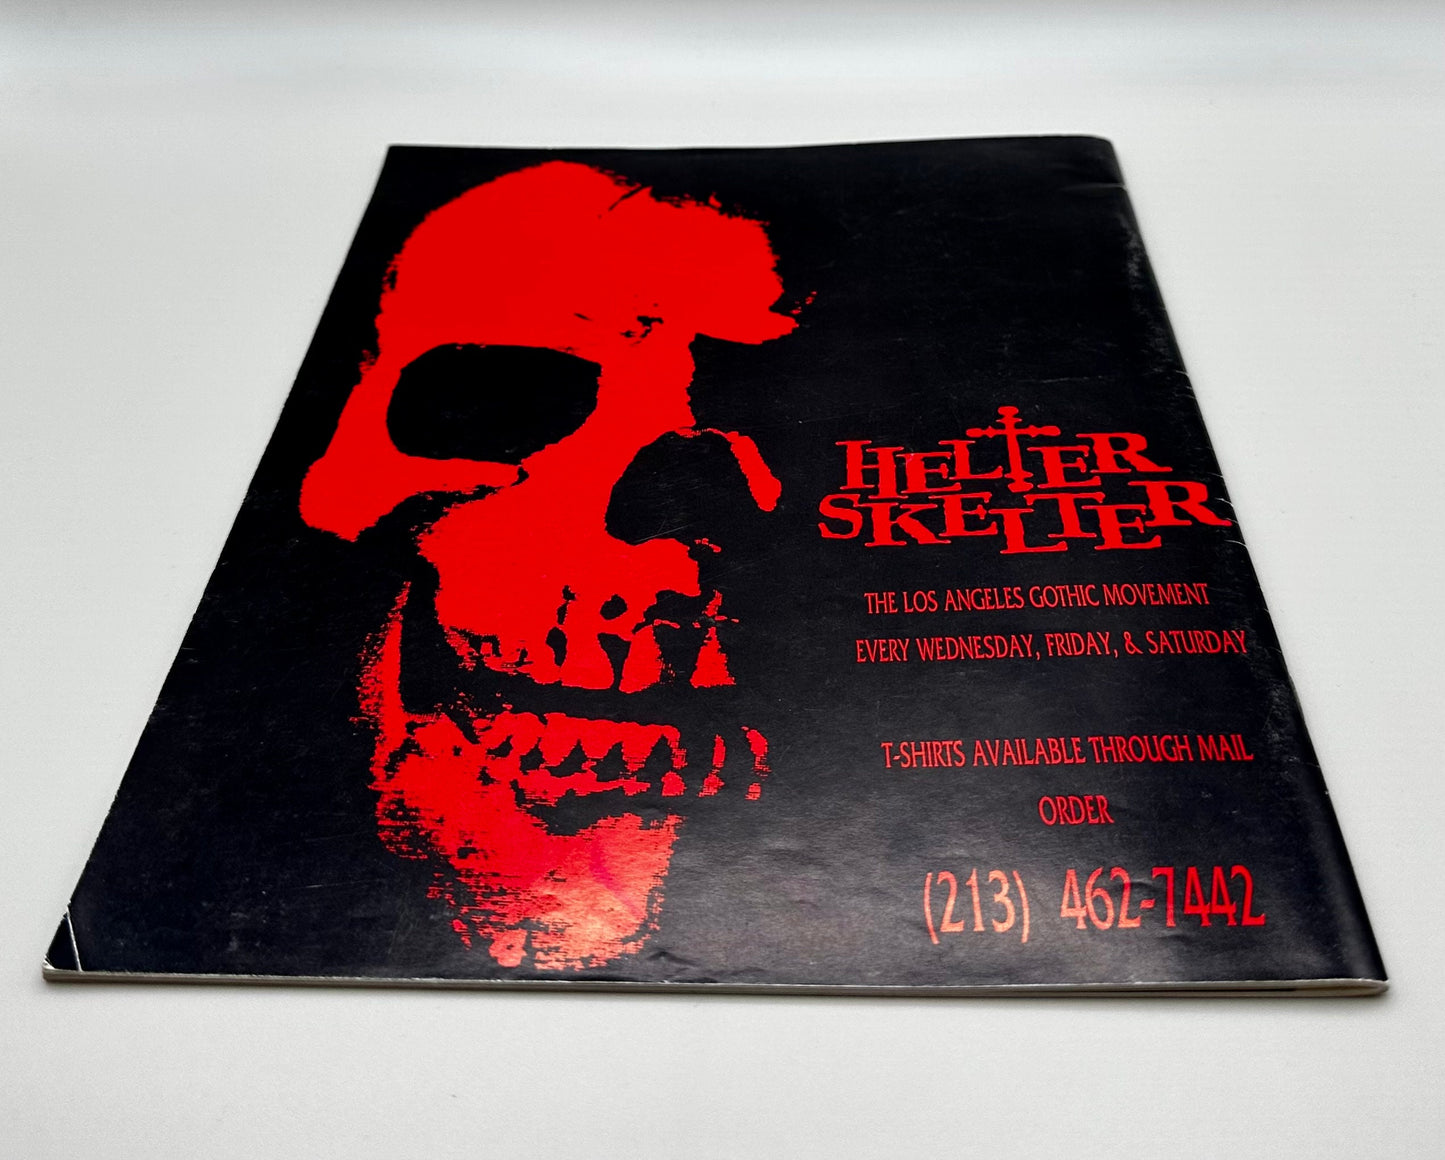 HELTER
SKELTER
THE LOS ANGELES GOTHIC MOVEMENT
EVERY WEDNESDAY, FRIDAY, & SATURDAY
T-SHIRTS AVAILABLE THROUGH MAIL
ORDER
(213) 462-7442